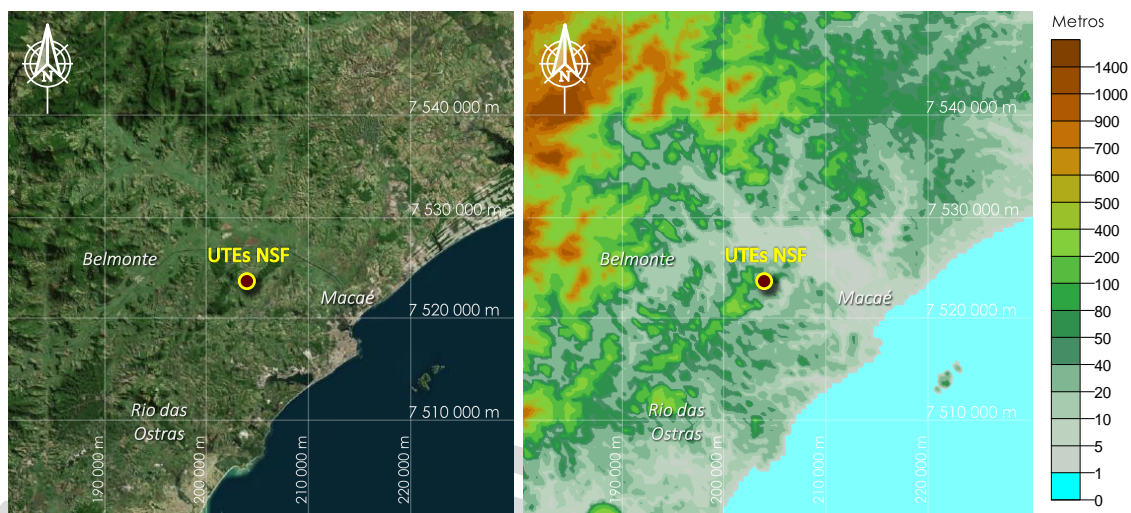 N
7 540 000 m
7 530 000 m
Belmonte
UTEs NSF
Macaé
7 520 000 m
7 510 000 m
Rio das
Ostras
190 000 m
200 000 m
210 000 m
220 000 m
N
7 540 000 m
7 530 000 m
Belmonte
UTEs NSF
Macaé
7 520 000 m
7 510 000 m
Rio das
Ostras
190 000 m
200 000 m
210 000 m
220 000 m
Metros
1400
1000
900
700
600
500
400
200
100
80
50
40
20
10
5
1
0